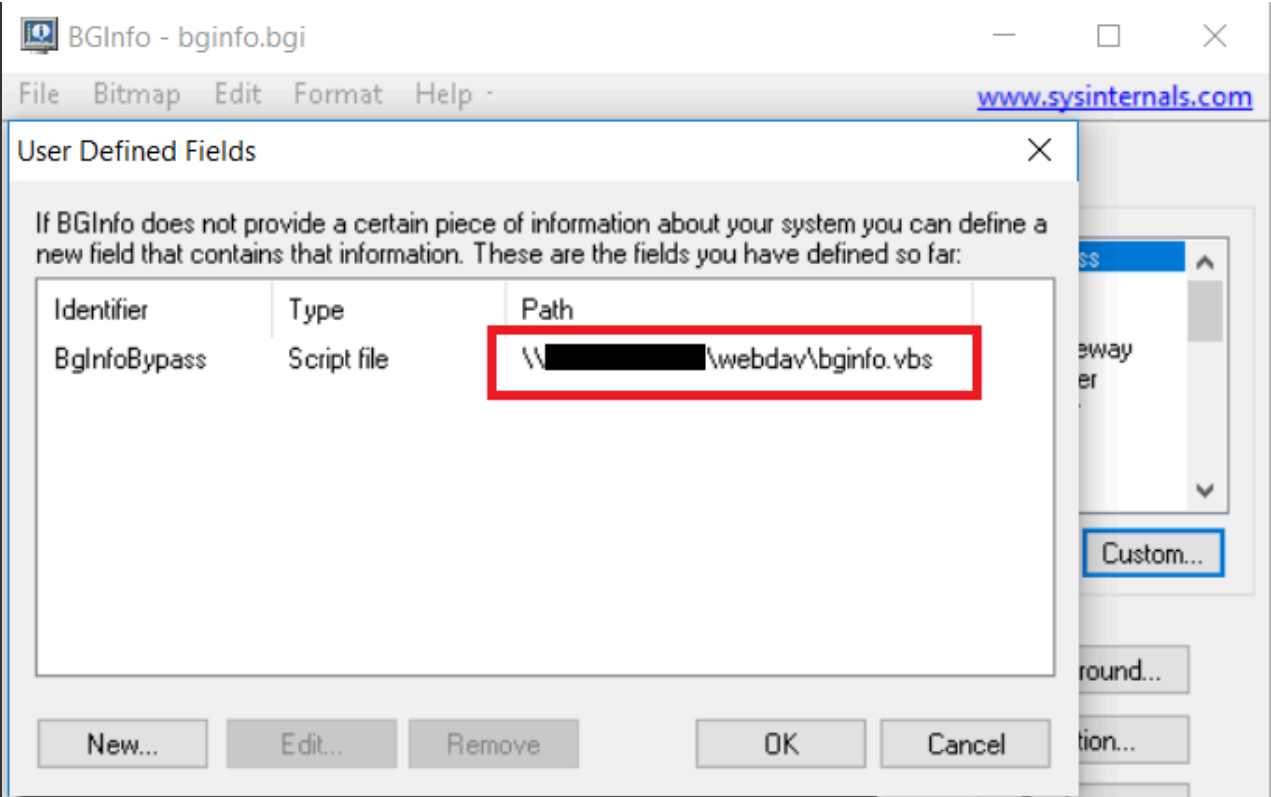 BGInfo - bginfo.bgi
File Bitmap Edit Format Help -
www.sysinternals.com
User Defined Fields
If BGInfo does not provide a certain piece of information about your system you can define a
new field that contains that information. These are the fields you have defined so far:
Identifier Type Path
BgInfoBypass Script file \\ \webdav\bginfo.vbs
ss
eway
er
Custom...
round...
New... Edit... Remove OK Cancel
tion...